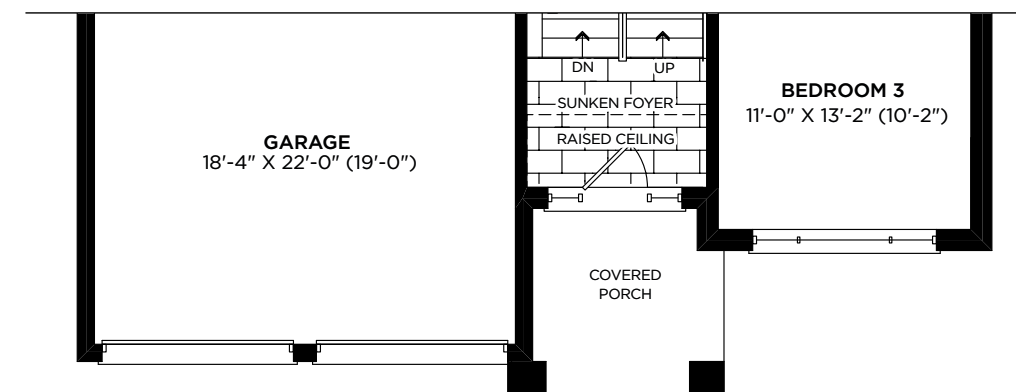 DN
UP
SUNKEN FOYER
RAISED CEILING
BEDROOM 3
11'-0" X 13'-2" (10'-2")
GARAGE
18'-4" X 22'-0" (19'-0")
COVERED
PORCH